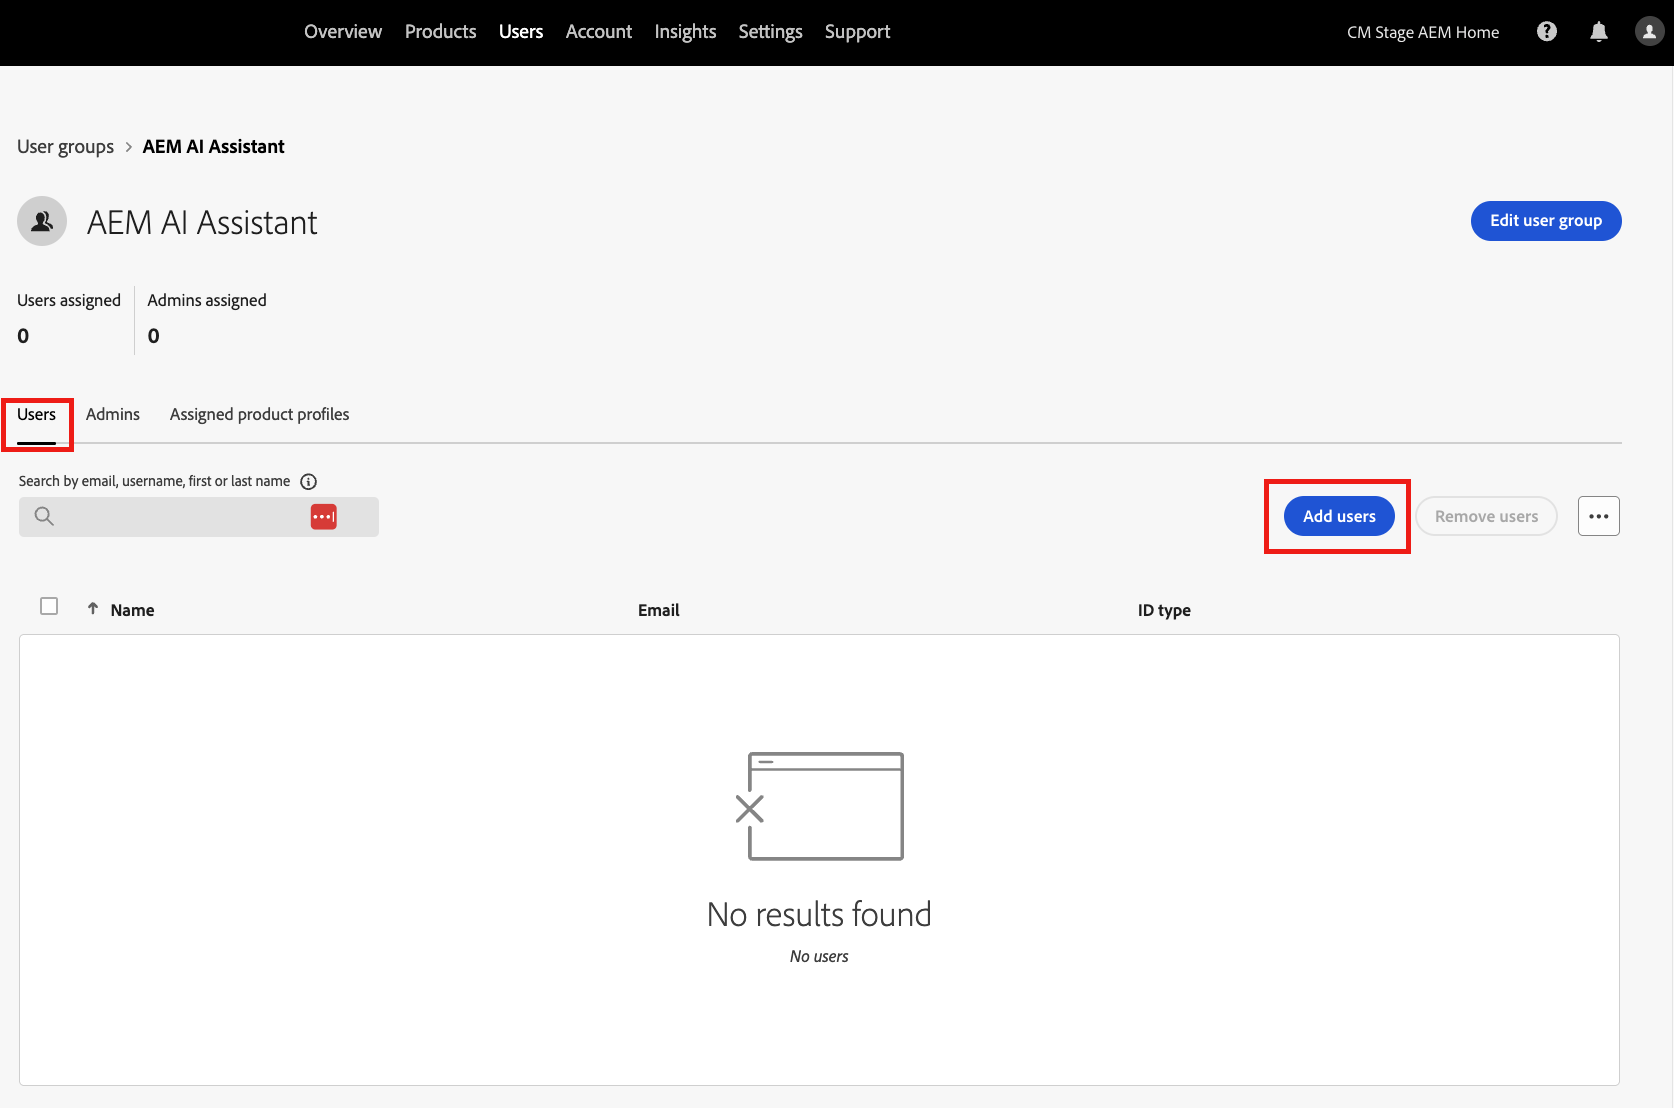 Overview Products Users Account Insights Settings Support CM Stage AEM Home
User groups > AEM AI Assistant
AEM AI Assistant
Edit user group
Users assigned Admins assigned
0 0
Users Admins Assigned product profiles
Search by email, username, first or last name
Add users Remove users
Name Email ID type
No results found
No users